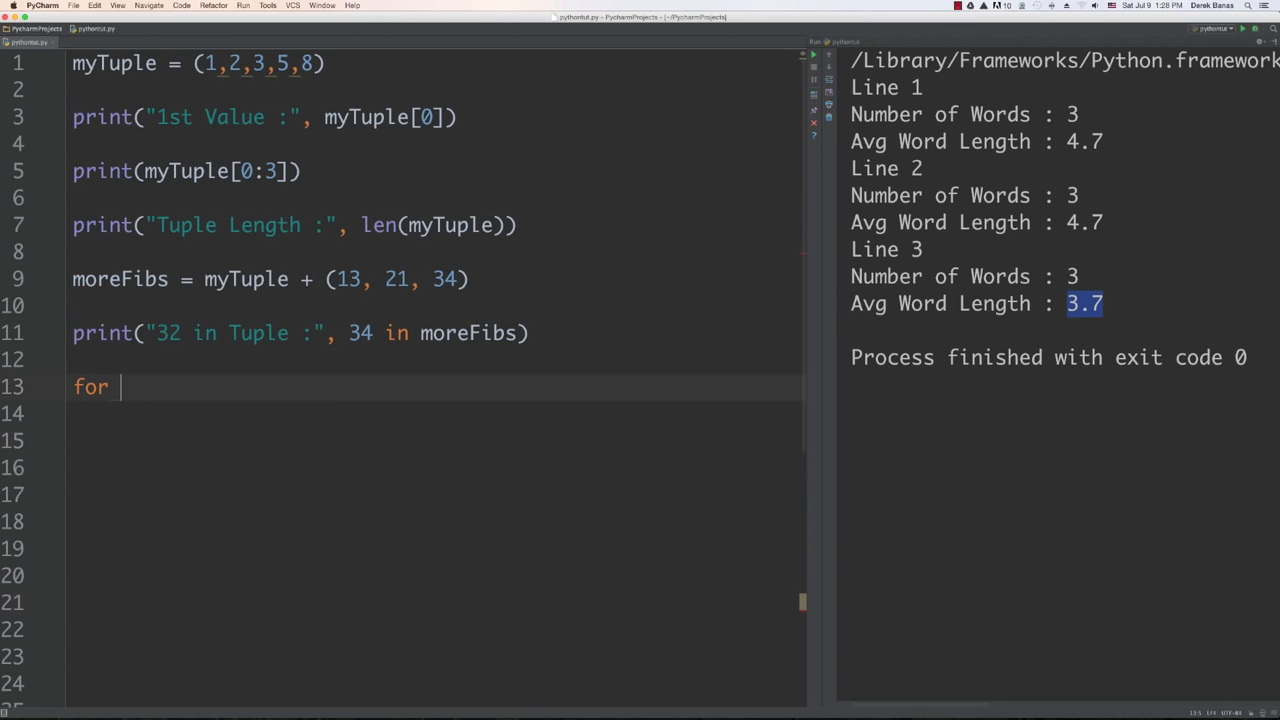 PyCharm File Edit View Navigate Code Refactor Run Tools VCS Window Help
10 Sat Jul 9 1:28 PM Derek Banas
pythontut.py - PycharmProjects - [~/PycharmProjects]
PycharmProjects pythontut.py
pythontut
pythontut.py
Run pythontut
1 myTuple = (1,2,3,5,8)
2
3 print("1st Value :", myTuple[0])
4
5 print(myTuple[0:3])
6
7 print("Tuple Length :", len(myTuple))
8
9 moreFibs = myTuple + (13, 21, 34)
10
11 print("32 in Tuple :", 34 in moreFibs)
12
13 for
14
15
16
17
18
19
20
21
22
23
24
/Library/Frameworks/Python.framework
Line 1
Number of Words : 3
Avg Word Length : 4.7
Line 2
Number of Words : 3
Avg Word Length : 4.7
Line 3
Number of Words : 3
Avg Word Length : 3.7
Process finished with exit code 0
13:5 LF‡ UTF-8‡